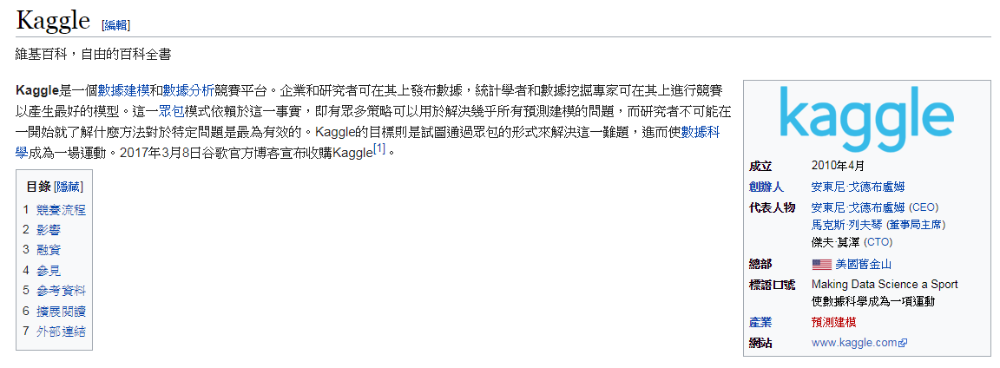 Kaggle [編輯]
維基百科，自由的百科全書
Kaggle是一個數據建模和數據分析競賽平台。企業和研究者可在其上發布數據，統計學者和數據挖掘專家可在其上進行競賽
以產生最好的模型。這一眾包模式依賴於這一事實，即有眾多策略可以用於解決幾乎所有預測建模的問題，而研究者不可能在
一開始就了解什麼方法對於特定問題是最為有效的。Kaggle的目標則是試圖通過眾包的形式來解決這一難題，進而使數據科
學成為一場運動。2017年3月8日谷歌官方博客宣布收購Kaggle[1]。
目錄 [隱藏]
1 競賽流程
2 影響
3 融資
4 參見
5 參考資料
6 擴展閱讀
7 外部連結
kaggle
成立 2010年4月
創辦人 安東尼·戈德布盧姆
代表人物 安東尼·戈德布盧姆 (CEO)
馬克斯·列夫琴 (董事局主席)
傑夫·莫澤 (CTO)
總部 美國舊金山
標語口號 Making Data Science a Sport
使數據科學成為一項運動
產業 預測建模
網站 www.kaggle.com